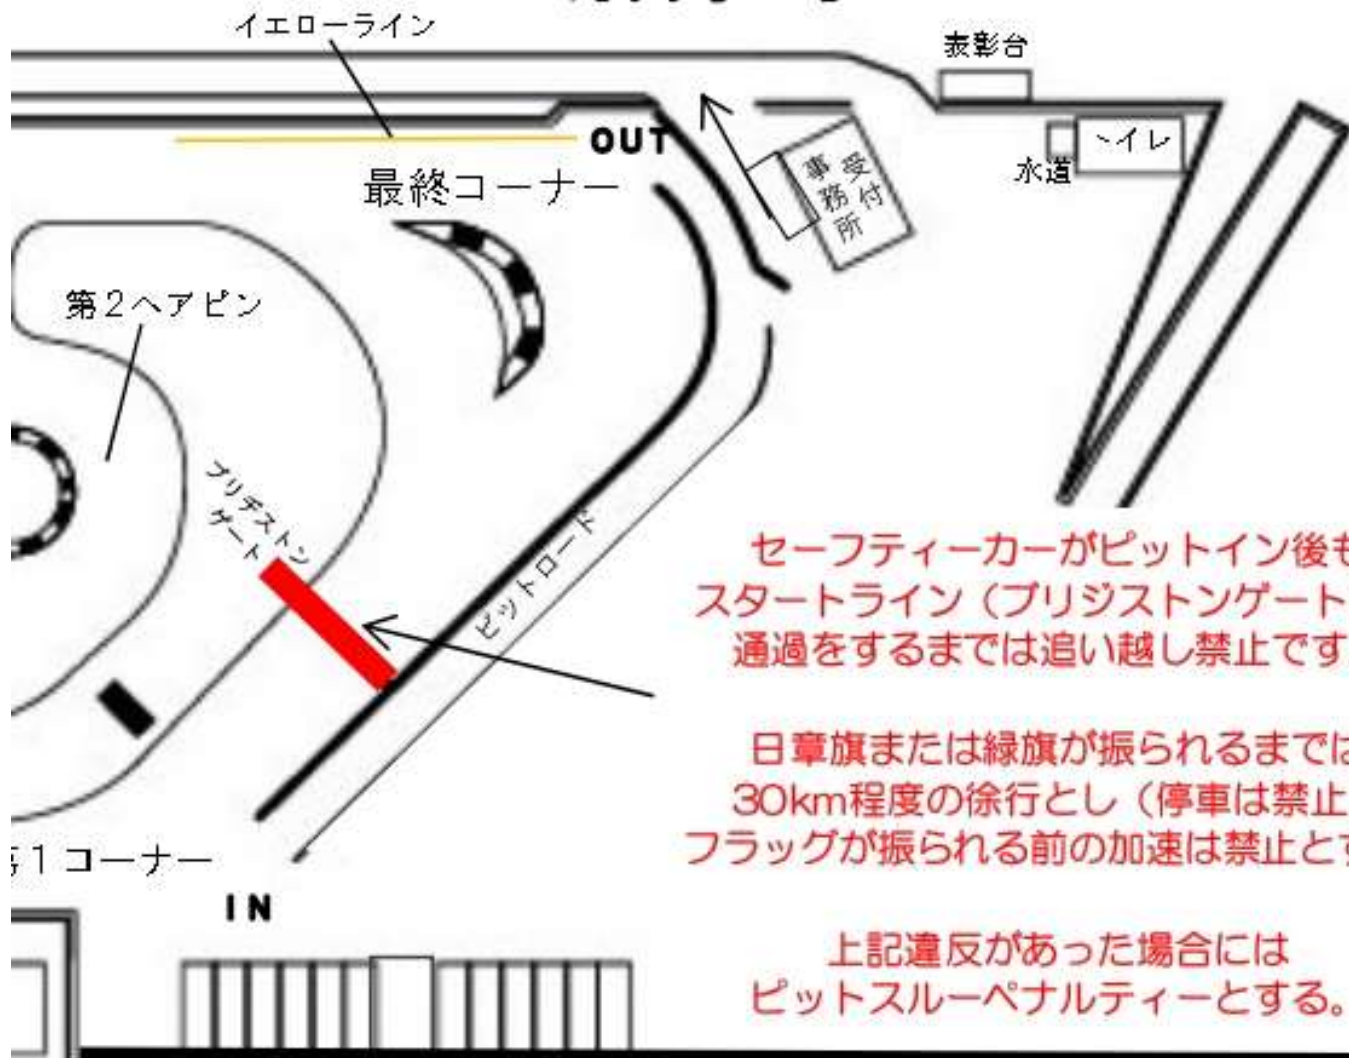 イエローライン
表彰台
OUT
トイレ
水道
受付
事務所
最終コーナー
第2ヘアピン
ブリヂストン
ゲート
ピットロード
セーフティーカーがピットイン後も
スタートライン（ブリジストンゲート
通過をするまでは追い越し禁止です
日章旗または緑旗が振られるまでは
30km程度の徐行とし（停車は禁止
フラッグが振られる前の加速は禁止とす
第1コーナー
IN
上記違反があった場合には
ピットスルーペナルティーとする。